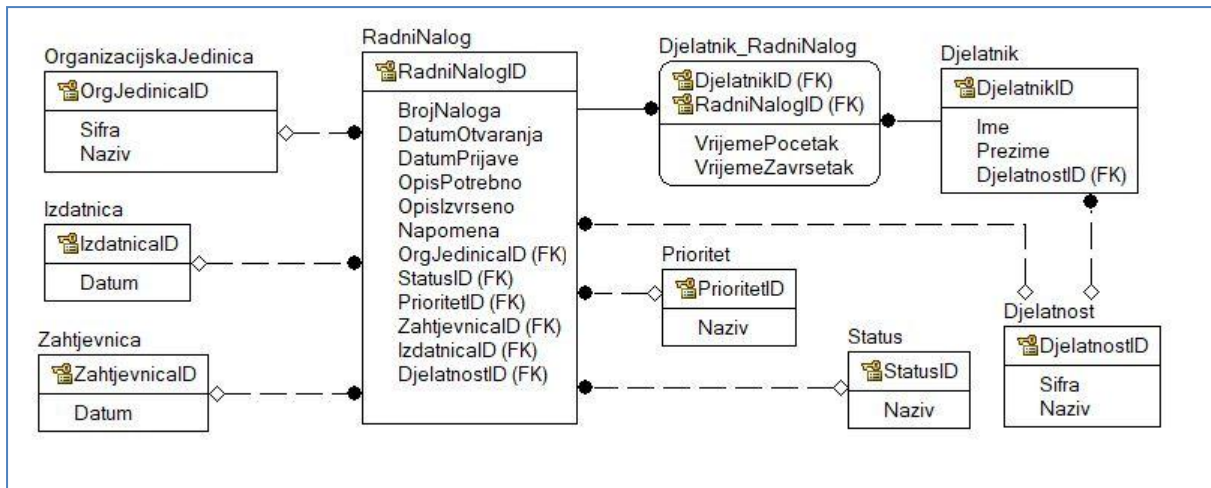 OrganizacijskaJedinica
OrgJedinicaID
Sifra
Naziv
Izdatnica
IzdatnicaID
Datum
Zahtjevnica
ZahtjevnicaID
Datum
RadniNalog
RadniNalogID
BrojNaloga
DatumOtvaranja
DatumPrijave
OpisPotrebno
OpisIzvrseno
Napomena
OrgJedinicaID (FK)
StatusID (FK)
PrioritetID (FK)
ZahtjevnicaID (FK)
IzdatnicaID (FK)
DjelatnostID (FK)
Djelatnik_RadniNalog
DjelatnikID (FK)
RadniNalogID (FK)
VrijemePocetak
VrijemeZavrsetak
Djelatnik
DjelatnikID
Ime
Prezime
DjelatnostID (FK)
Prioritet
PrioritetID
Naziv
Status
StatusID
Naziv
Djelatnost
DjelatnostID
Sifra
Naziv